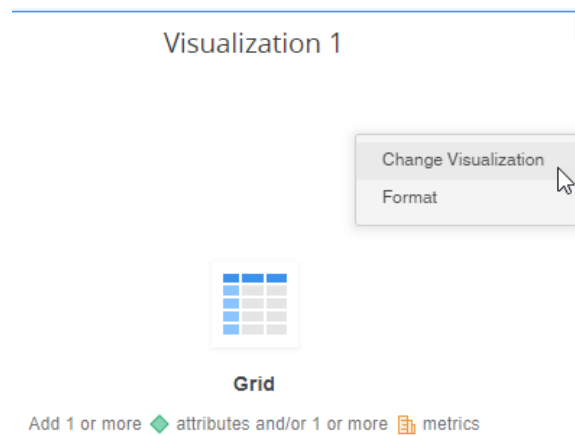 Visualization 1
Change Visualization
Format
Grid
Add 1 or more attributes and/or 1 or more metrics